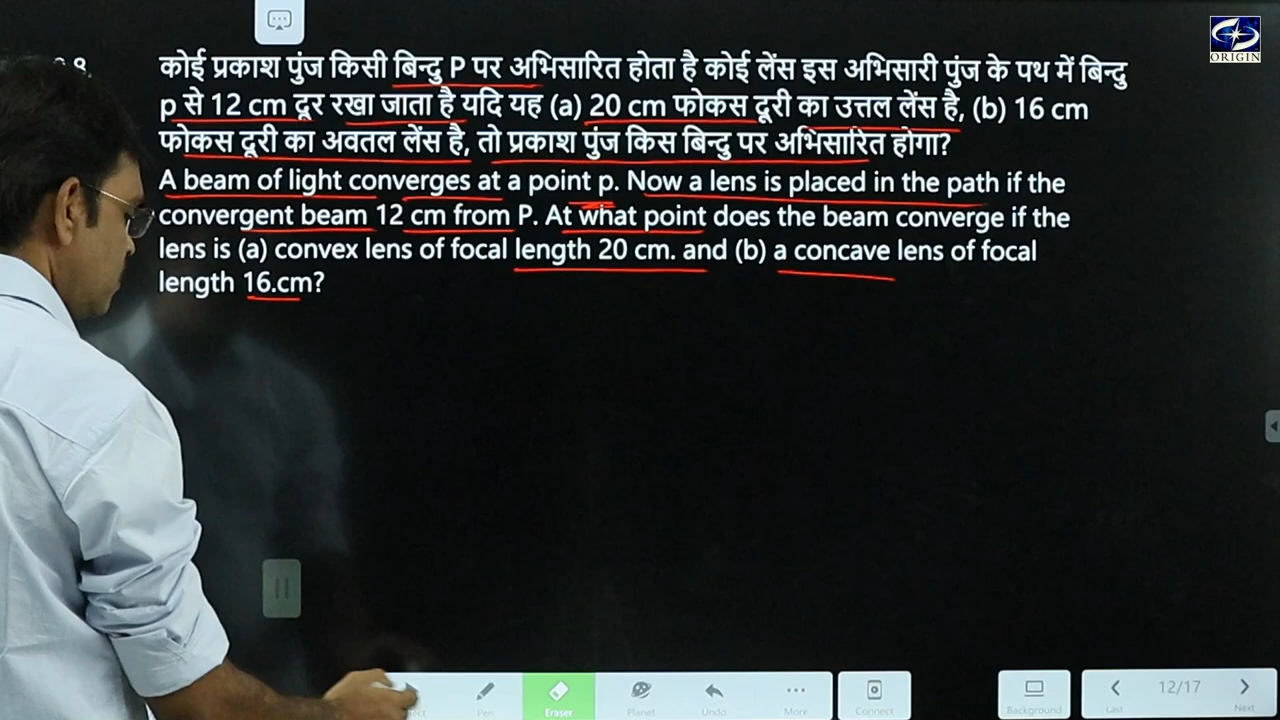 ORIGIN
कोई प्रकाश पुंज किसी बिन्दु P पर अभिसारित होता है कोई लेंस इस अभिसारी पुंज के पथ में बिन्दु
p से 12 cm दूर रखा जाता है यदि यह (a) 20 cm फोकस दूरी का उत्तल लेंस है, (b) 16 cm
फोकस दूरी का अवतल लेंस है, तो प्रकाश पुंज किस बिन्दु पर अभिसारित होगा?
A beam of light converges at a point p. Now a lens is placed in the path if the
convergent beam 12 cm from P. At what point does the beam converge if the
lens is (a) convex lens of focal length 20 cm. and (b) a concave lens of focal
length 16.cm?
Pen Eraser Planet Undo More Connect Background Last 12/17 Next